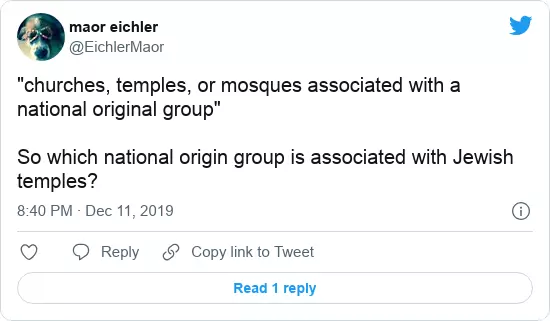 maor eichler
@EichlerMaor
"churches, temples, or mosques associated with a
national original group"
So which national origin group is associated with Jewish
temples?
8:40 PM · Dec 11, 2019
Reply
Copy link to Tweet
Read 1 reply